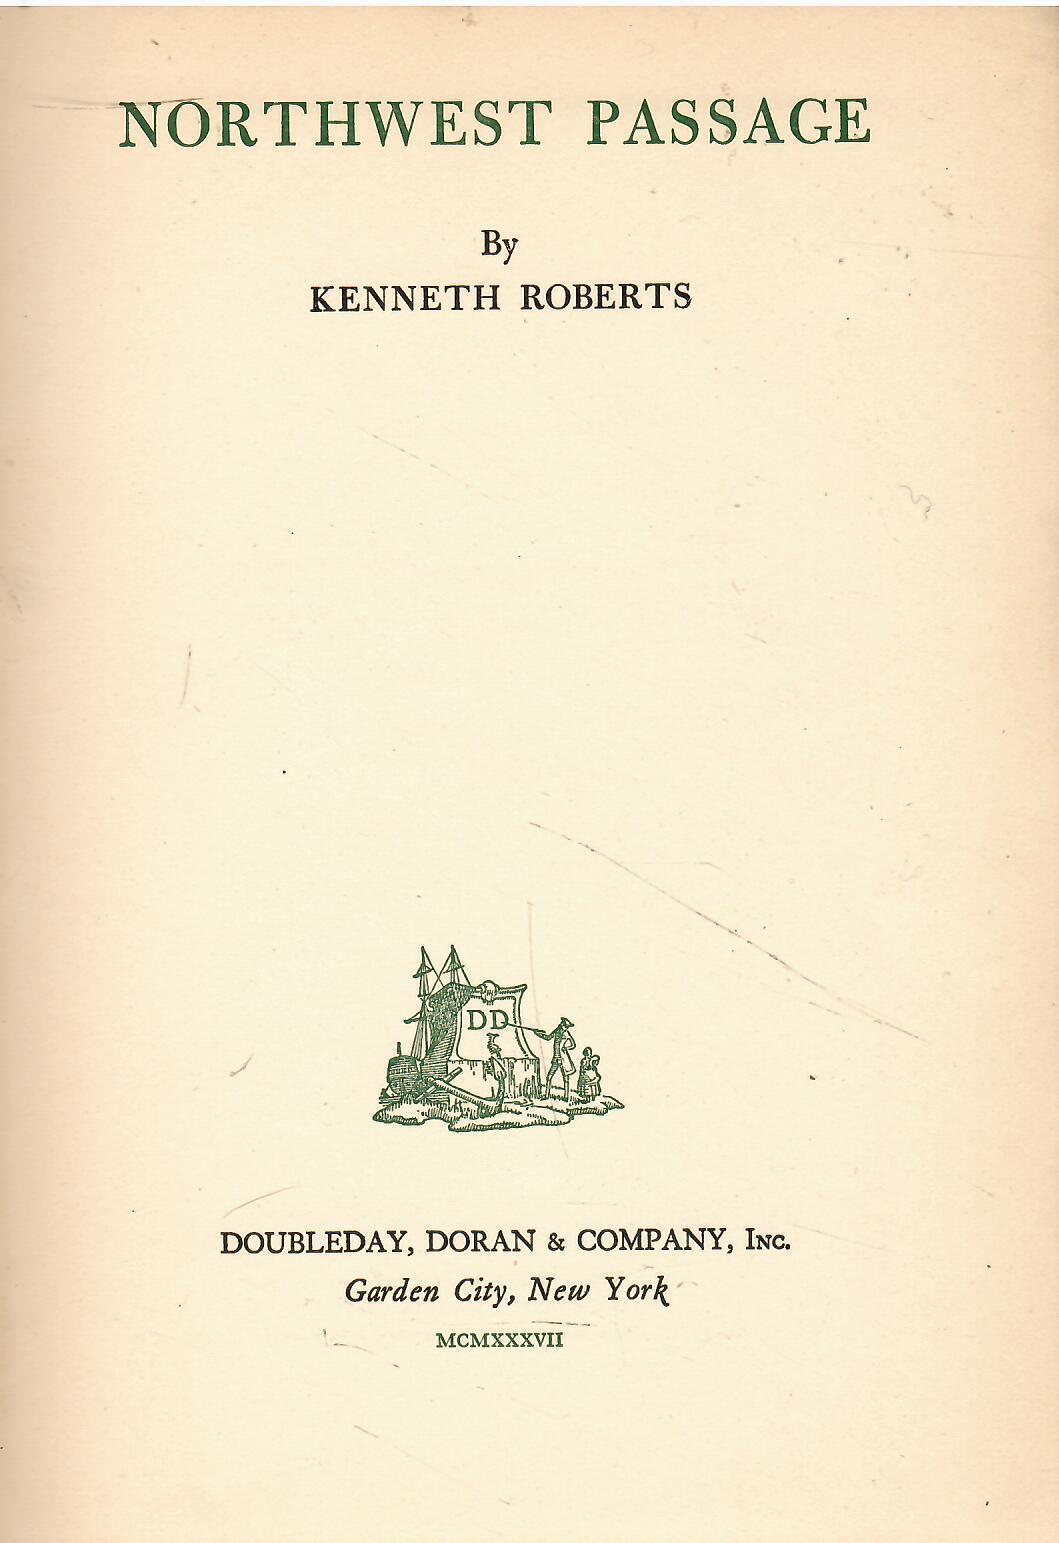 NORTHWEST PASSAGE
By
KENNETH ROBERTS
DD
DOUBLEDAY, DORAN & COMPANY, INC.
Garden City, New York
MCMXXXVII